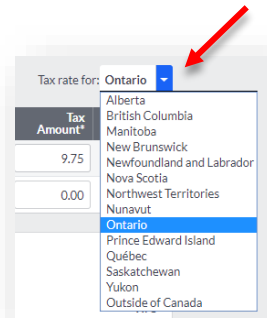 Tax rate for: Ontario
Tax
Amount*
9.75
0.00
Alberta
British Columbia
Manitoba
New Brunswick
Newfoundland and Labrador
Nova Scotia
Northwest Territories
Nunavut
Ontario
Prince Edward Island
Québec
Saskatchewan
Yukon
Outside of Canada